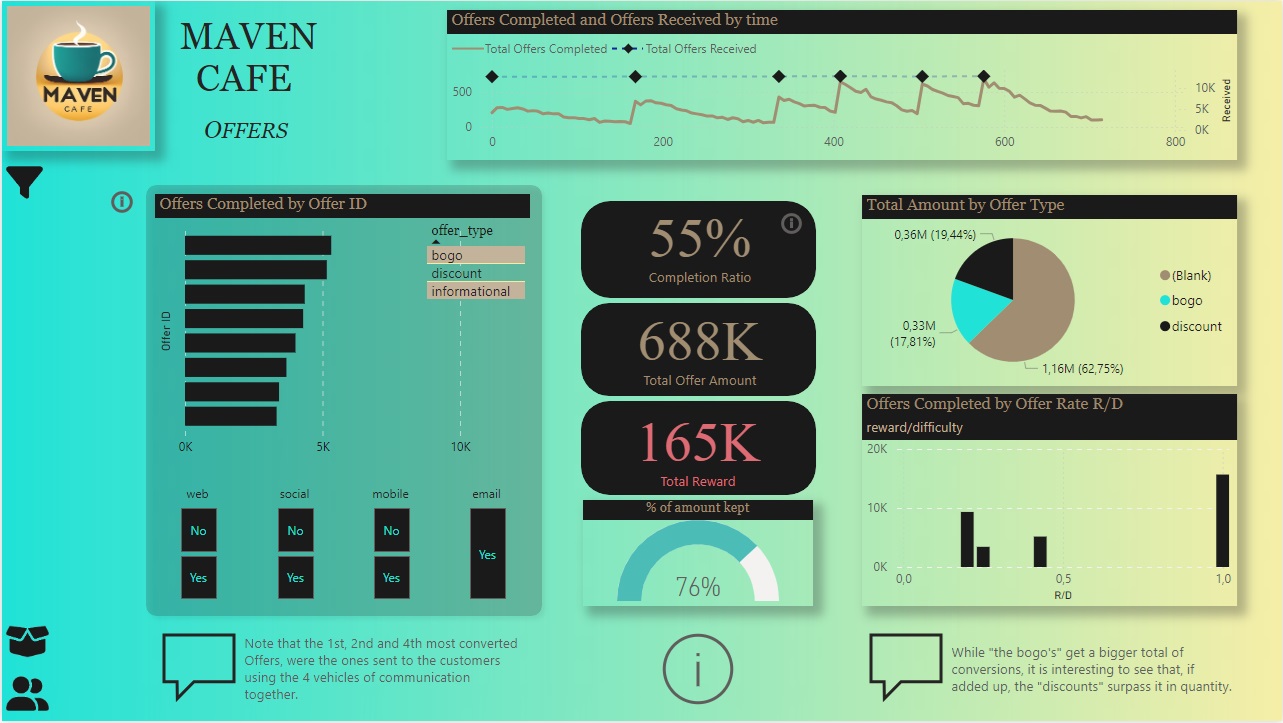 MAVEN
CAFE
MAVEN
CAFE
OFFERS
Offers Completed and Offers Received by time
Total Offers Completed
Total Offers Received
500
0
10K
5K
0K
Received
0
200
400
600
800
Offers Completed by Offer ID
offer_type
bogo
discount
informational
Offer ID
0K
5K
10K
web
social
mobile
email
No
No
No
Yes
Yes
Yes
Yes
55%
Completion Ratio
688K
Total Offer Amount
165K
Total Reward
% of amount kept
76%
Total Amount by Offer Type
0,36M (19,44%)
0,33M
(17,81%)
1,16M (62,75%)
(Blank)
bogo
discount
Offers Completed by Offer Rate R/D
reward/difficulty
20K
10K
0K
0,0
0,5
1,0
R/D
Note that the 1st, 2nd and 4th most converted
Offers, were the ones sent to the customers
using the 4 vehicles of communication
together.
While "the bogo's" get a bigger total of
conversions, it is interesting to see that, if
added up, the "discounts" surpass it in quantity.